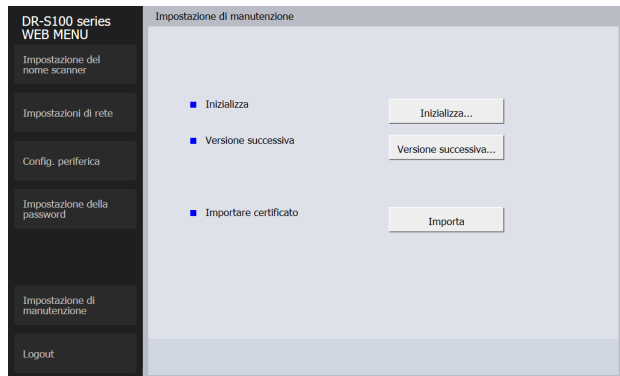 DR-S100 series
WEB MENU
Impostazione del
nome scanner
Impostazioni di rete
Config. periferica
Impostazione della
password
Impostazione di
manutenzione
Logout
Impostazione di manutenzione
Inizializza
Inizializza...
Versione successiva
Versione successiva...
Importare certificato
Importa